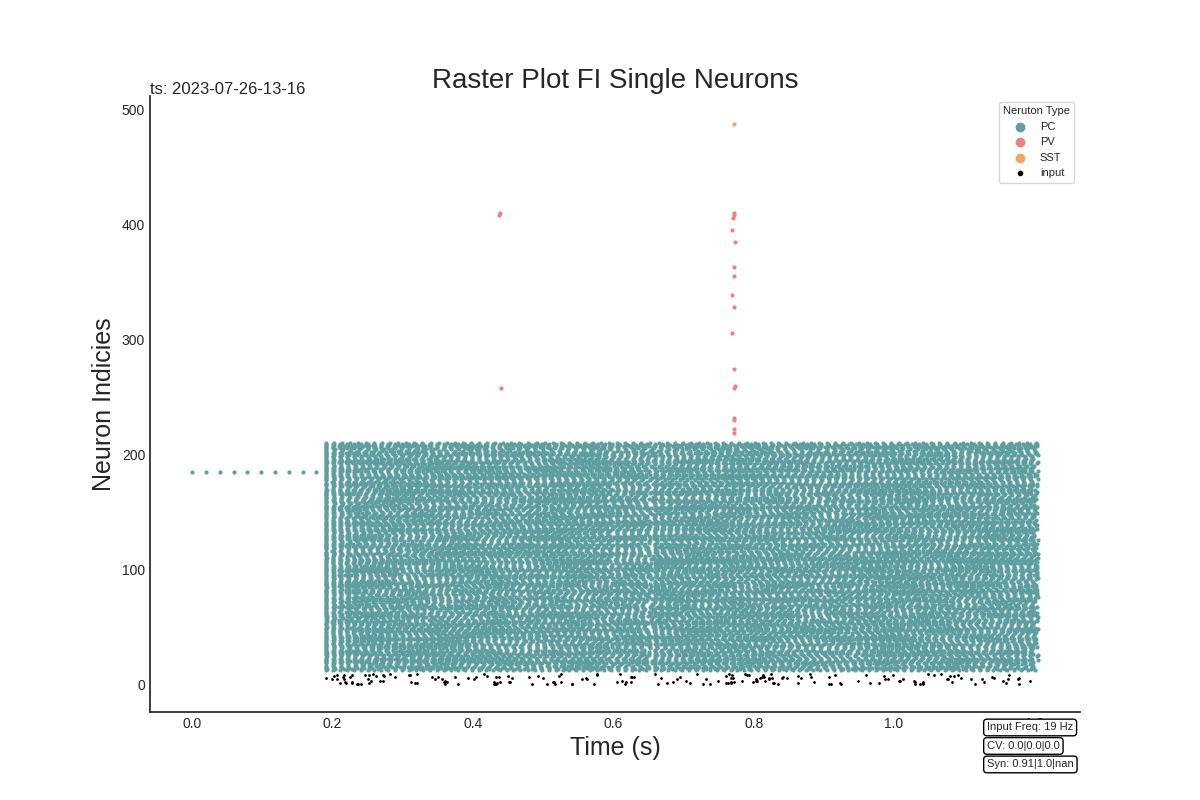 Raster Plot FI Single Neurons
ts: 2023-07-26-13-16
Neruton Type
PC
PV
SST
input
Neuron Indicies
500
400
300
200
100
0
0.0 0.2 0.4 0.6 0.8 1.0
Time (s)
Input Freq: 19 Hz
CV: 0.0|0.0|0.0
Syn: 0.91|1.0|nan